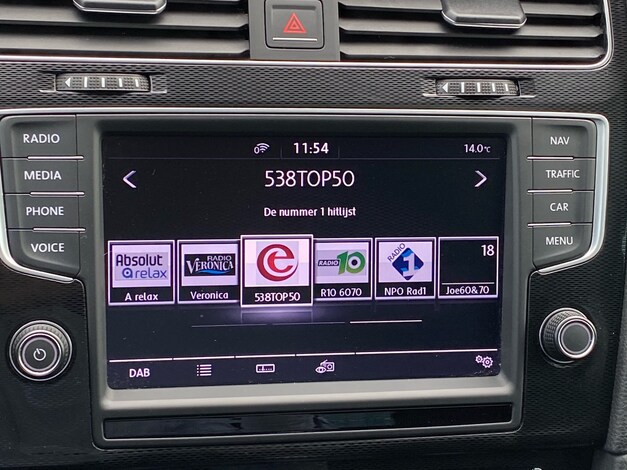 RADIO
MEDIA
PHONE
VOICE
NAV
TRAFFIC
CAR
MENU
0
11:54
14.0°C
538TOP50
De nummer 1 hitlijst
Absolut relax
A relax
RADIO VERONICA
Veronica
e
538TOP50
RADIO 10
R10 6070
RADIO 1
NPO Rad1
18
Joe60&70
DAB